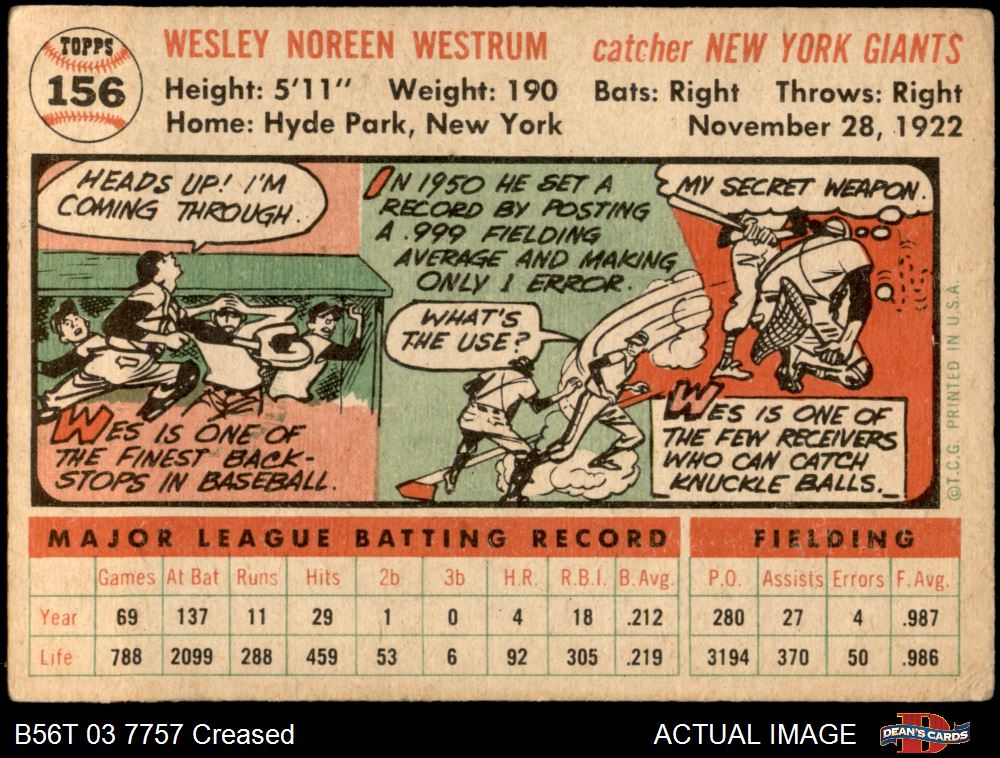 TOPPS
156
WESLEY NOREEN WESTRUM catcher NEW YORK GIANTS
Height: 5'11" Weight: 190 Bats: Right Throws: Right
Home: Hyde Park, New York November 28, 1922
HEADS UP! I'M
COMING THROUGH.
WES IS ONE OF
THE FINEST BACK-
STOPS IN BASEBALL.
IN 1950 HE SET A
RECORD BY POSTING
A .999 FIELDING
AVERAGE AND MAKING
ONLY 1 ERROR.
WHAT'S
THE USE?
MY SECRET WEAPON.
WES IS ONE OF
THE FEW RECEIVERS
WHO CAN CATCH
KNUCKLE BALLS.
©T.C.G. PRINTED IN U.S.A.
MAJOR LEAGUE BATTING RECORD FIELDING
Games At Bat Runs Hits 2b 3b H.R. R.B.I. B.Avg. P.O. Assists Errors F.Avg.
Year 69 137 11 29 1 0 4 18 .212 280 27 4 .987
Life 788 2099 288 459 53 6 92 305 .219 3194 370 50 .986
B56T 03 7757 Creased ACTUAL IMAGE DEAN'S CARDS